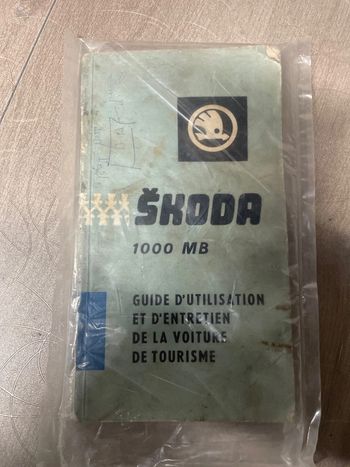 ŠKODA
1000 MB
GUIDE D'UTILISATION
ET D'ENTRETIEN
DE LA VOITURE
DE TOURISME